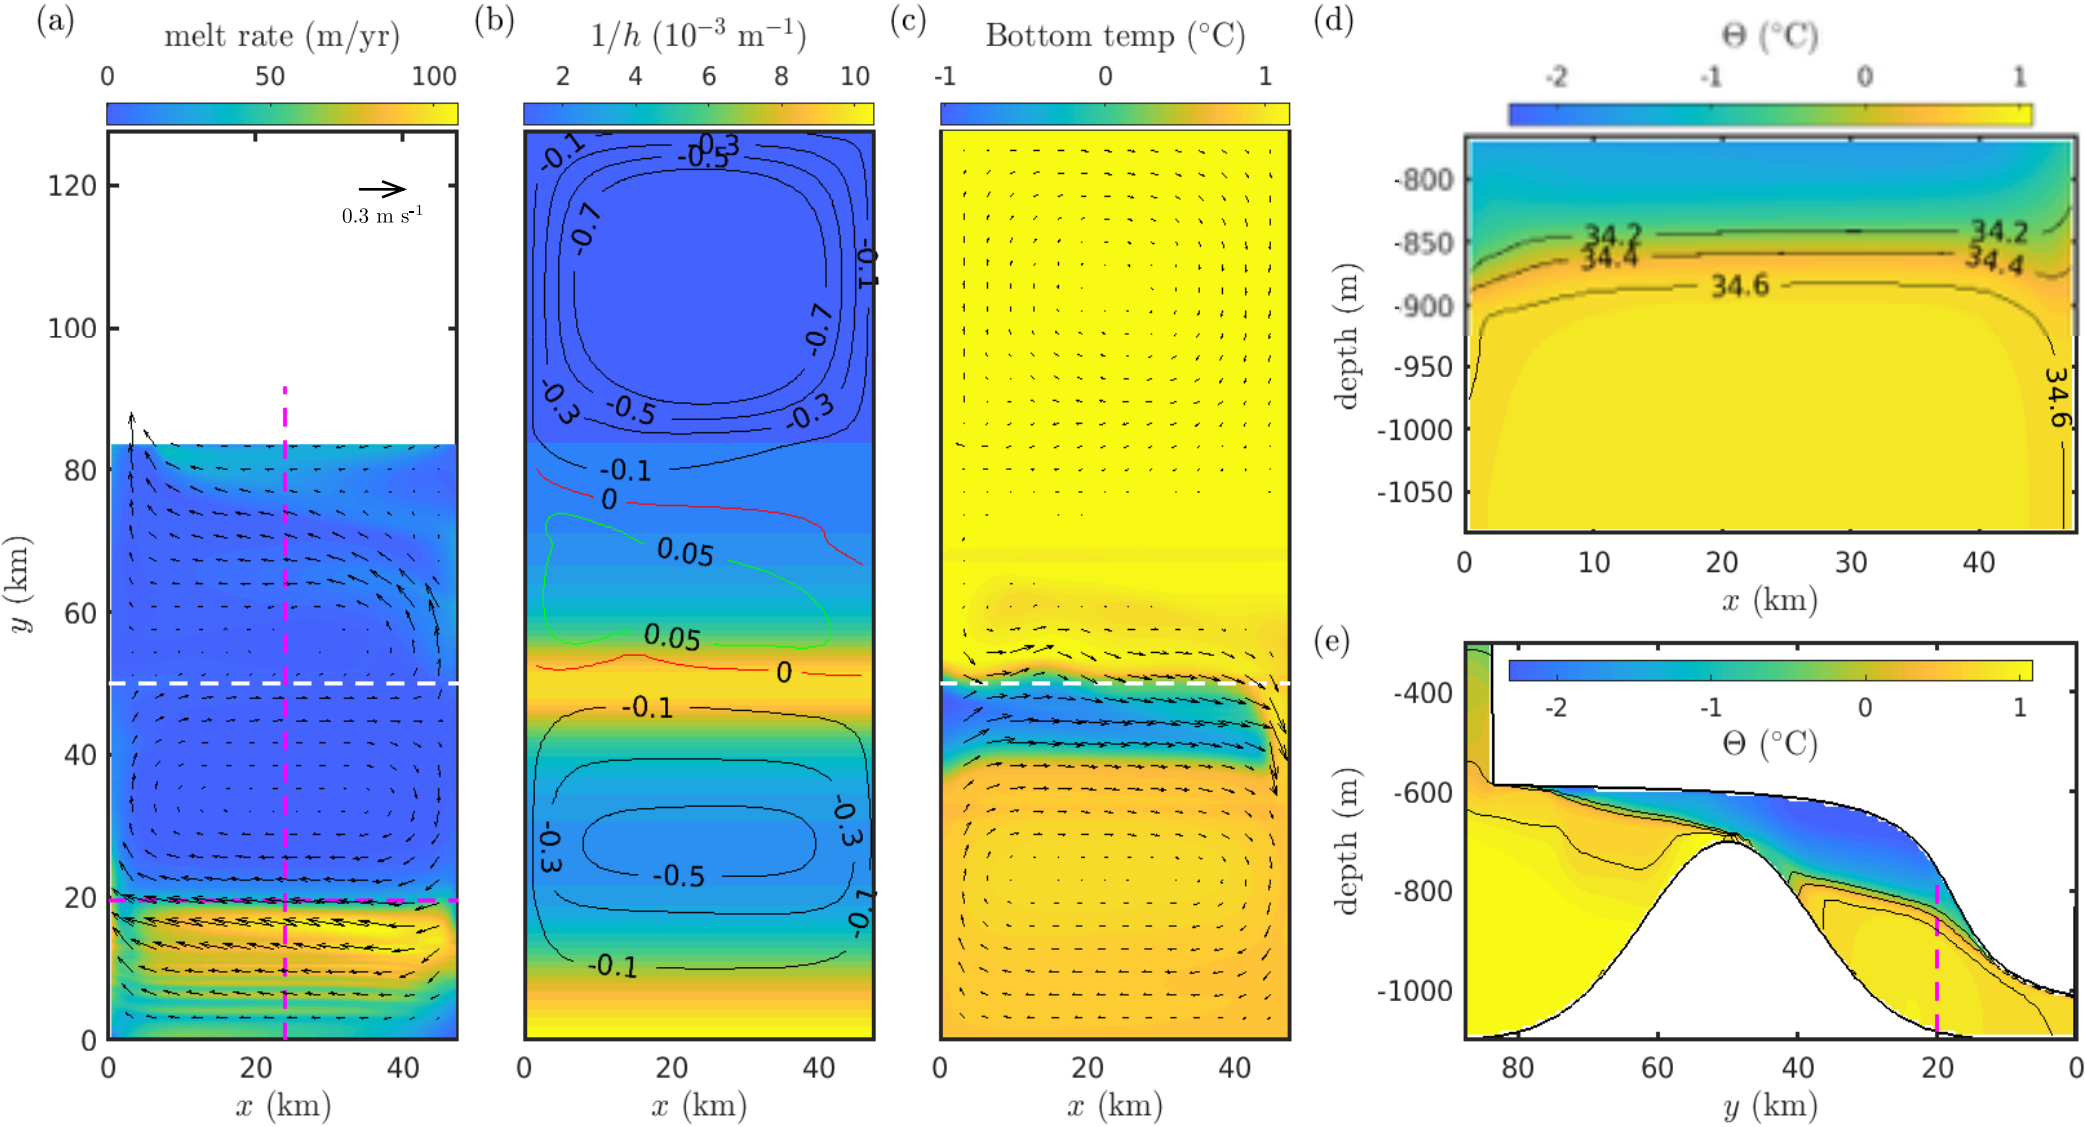 (a)
melt rate (m/yr)
0 50 100
120
100
80
60
40
20
0
y (km)
0.3 m s-1
0 20 40
x (km)
(b)
1/h (10−3 m−1)
2 4 6 8 10
-0.1
-0.3
-0.5
-0.7
-0.1
-0.7
-0.3
-0.5
-0.3
-0.1
0
0.05
0.05
0
-0.1
-0.3
-0.3
-0.5
-0.1
-0.1
0 20 40
x (km)
(c)
Bottom temp (°C)
-1 0 1
0 20 40
x (km)
(d)
Θ (°C)
-2 -1 0 1
-800
-850
-900
-950
-1000
-1050
depth (m)
34.2 34.2
34.4 34.4
34.6
34.6
0 10 20 30 40
x (km)
(e)
-2 -1 0 1
Θ (°C)
-400
-600
-800
-1000
depth (m)
80 60 40 20 0
y (km)